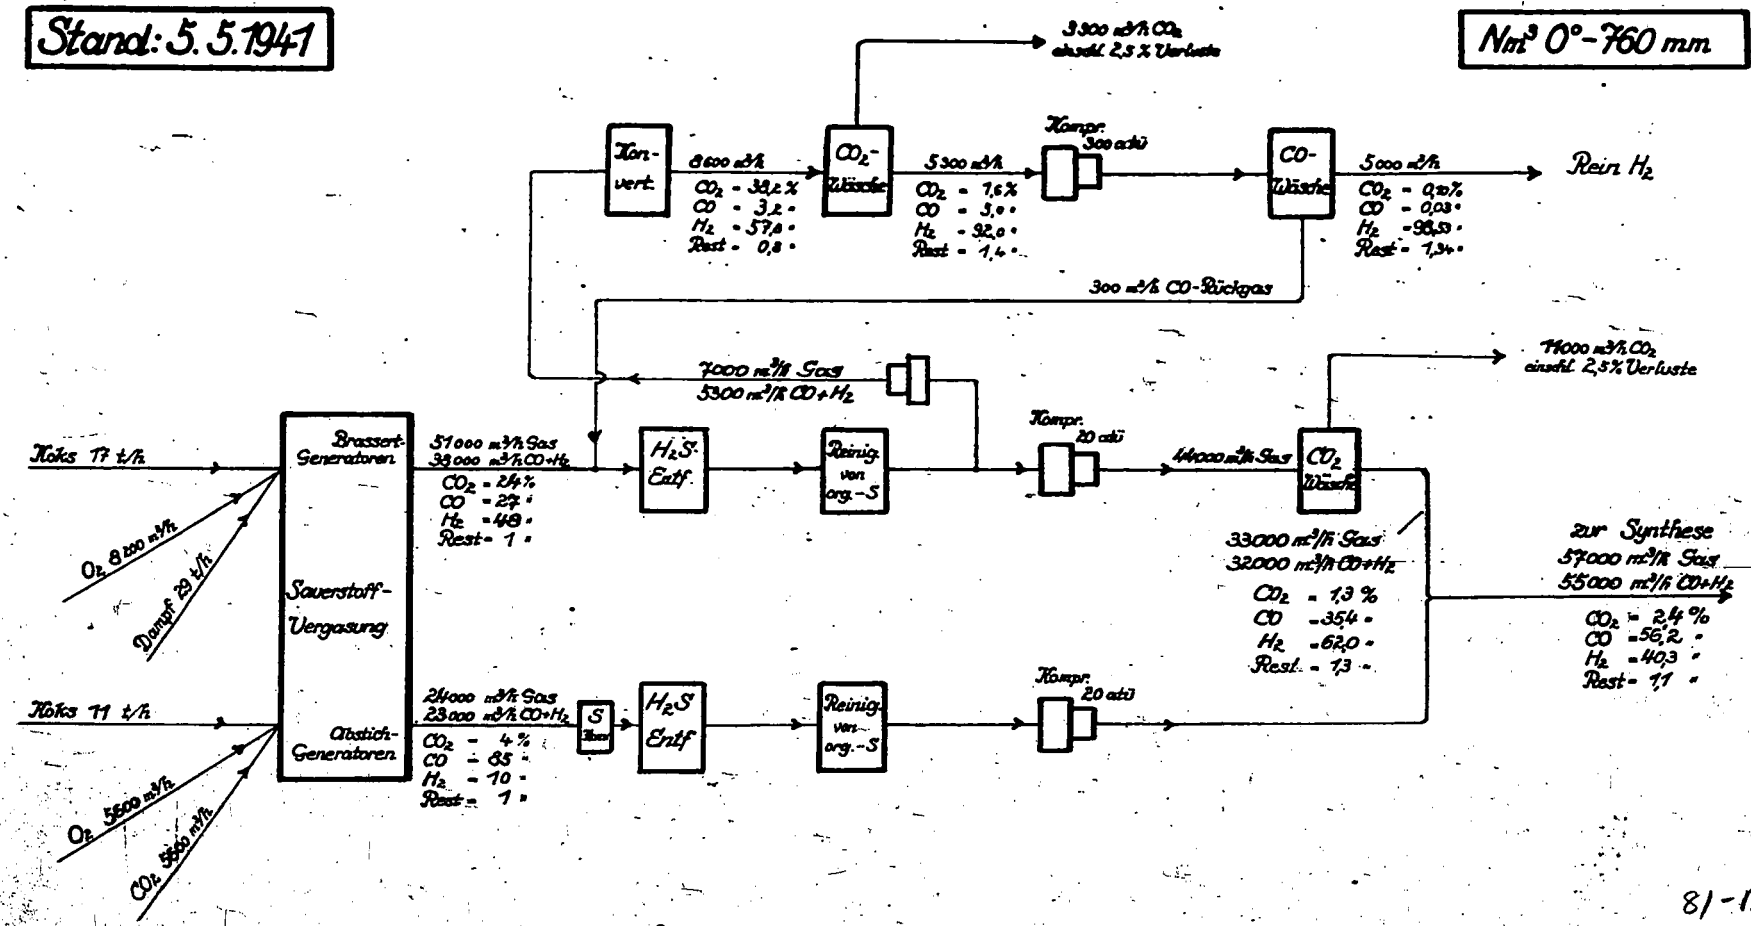 Stand: 5.5.1941
Nm³ 0°-760 mm
3300 m³/h CO₂
einschl. 2,5 % Verluste
Kon-
vert.
8600 m³/h
CO₂ = 38,2 %
CO = 3,2 "
H₂ = 57,8 "
Rest = 0,8 "
CO₂-
Wäsche
5300 m³/h
CO₂ = 1,6 %
CO = 5,0 "
H₂ = 92,0 "
Rest = 1,4 "
Kompr.
300 atü
CO-
Wäsche
5000 m³/h
CO₂ = 0,10 %
CO = 0,03 "
H₂ = 98,53 "
Rest = 1,34 "
Rein H₂
300 m³/h CO-Rückgas
7000 m³/h Gas
5300 m³/h CO+H₂
11000 m³/h CO₂
einschl. 2,5 % Verluste
Koks 17 t/h
O₂ 8200 m³/h
Dampf 29 t/h
Brassert-
Generatoren
Sauerstoff-
Vergasung
Abstich-
Generatoren
51000 m³/h Gas
38000 m³/h CO+H₂
CO₂ = 24 %
CO = 27 "
H₂ = 48 "
Rest = 1 "
H₂S-
Entf.
Reinig.
von
org.-S
Kompr.
20 atü
44000 m³/h Gas
CO₂
Wäsche
33000 m³/h Gas
32000 m³/h CO+H₂
CO₂ = 1,3 %
CO = 35,4 "
H₂ = 62,0 "
Rest = 1,3 "
zur Synthese
57000 m³/h Gas
55000 m³/h CO+H₂
CO₂ = 2,4 %
CO = 56,2 "
H₂ = 40,3 "
Rest = 1,1 "
Koks 11 t/h
O₂ 5600 m³/h
CO₂ 5600 m³/h
24000 m³/h Gas
23000 m³/h CO+H₂
CO₂ = 4 %
CO = 85 "
H₂ = 10 "
Rest = 1 "
S
H₂S
Entf
Reinig.
von
org.-S
Kompr.
20 atü